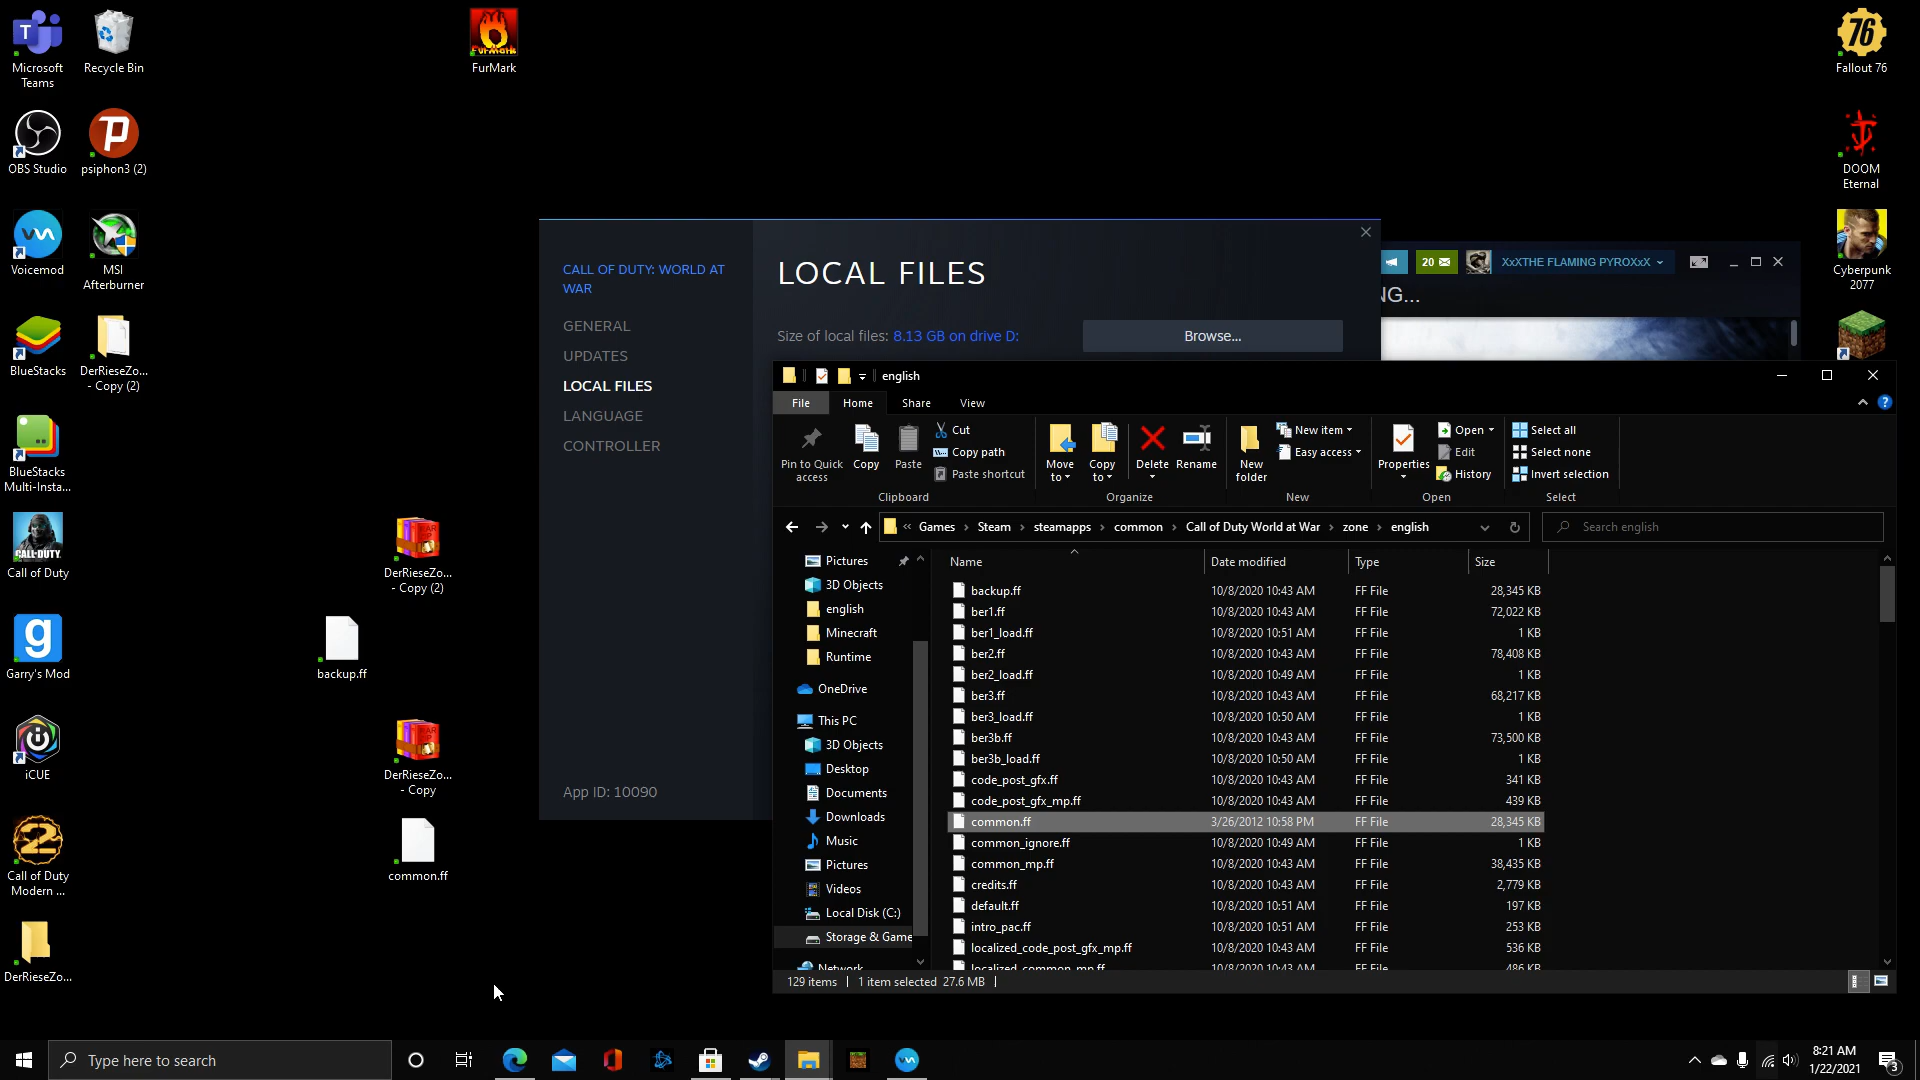 Microsoft
Teams
Recycle Bin
FurMark
Fallout 76
OBS Studio
psiphon3 (2)
DOOM
Eternal
Voicemod
MSI
Afterburner
Cyberpunk
2077
BlueStacks
DerRieseZo...
- Copy (2)
BlueStacks
Multi-Insta...
Call of Duty
DerRieseZo...
- Copy (2)
Garry's Mod
backup.ff
iCUE
DerRieseZo...
- Copy
Call of Duty
Modern ...
common.ff
DerRieseZo...
CALL OF DUTY: WORLD AT
WAR
GENERAL
UPDATES
LOCAL FILES
LANGUAGE
CONTROLLER
App ID: 10090
LOCAL FILES
Size of local files: 8.13 GB on drive D:
Browse...
20
XxXTHE FLAMING PYROXxX
NG...
english
File
Home
Share
View
Pin to Quick
access
Copy
Paste
Cut
Copy path
Paste shortcut
Clipboard
Move
to
Copy
to
Delete
Rename
Organize
New
folder
New item
Easy access
New
Properties
Open
Edit
History
Open
Select all
Select none
Invert selection
Select
« Games > Steam > steamapps > common > Call of Duty World at War > zone > english
Search english
Pictures
3D Objects
english
Minecraft
Runtime
OneDrive
This PC
3D Objects
Desktop
Documents
Downloads
Music
Pictures
Videos
Local Disk (C:)
Storage & Game
Network
Name Date modified Type Size
backup.ff 10/8/2020 10:43 AM FF File 28,345 KB
ber1.ff 10/8/2020 10:43 AM FF File 72,022 KB
ber1_load.ff 10/8/2020 10:51 AM FF File 1 KB
ber2.ff 10/8/2020 10:43 AM FF File 78,408 KB
ber2_load.ff 10/8/2020 10:49 AM FF File 1 KB
ber3.ff 10/8/2020 10:43 AM FF File 68,217 KB
ber3_load.ff 10/8/2020 10:50 AM FF File 1 KB
ber3b.ff 10/8/2020 10:43 AM FF File 73,500 KB
ber3b_load.ff 10/8/2020 10:50 AM FF File 1 KB
code_post_gfx.ff 10/8/2020 10:43 AM FF File 341 KB
code_post_gfx_mp.ff 10/8/2020 10:43 AM FF File 439 KB
common.ff 3/26/2012 10:58 PM FF File 28,345 KB
common_ignore.ff 10/8/2020 10:49 AM FF File 1 KB
common_mp.ff 10/8/2020 10:43 AM FF File 38,435 KB
credits.ff 10/8/2020 10:43 AM FF File 2,779 KB
default.ff 10/8/2020 10:51 AM FF File 197 KB
intro_pac.ff 10/8/2020 10:51 AM FF File 253 KB
localized_code_post_gfx_mp.ff 10/8/2020 10:43 AM FF File 536 KB
localized_common_mp.ff 10/8/2020 10:43 AM FF File 486 KB
129 items
1 item selected 27.6 MB
Type here to search
8:21 AM
1/22/2021
3